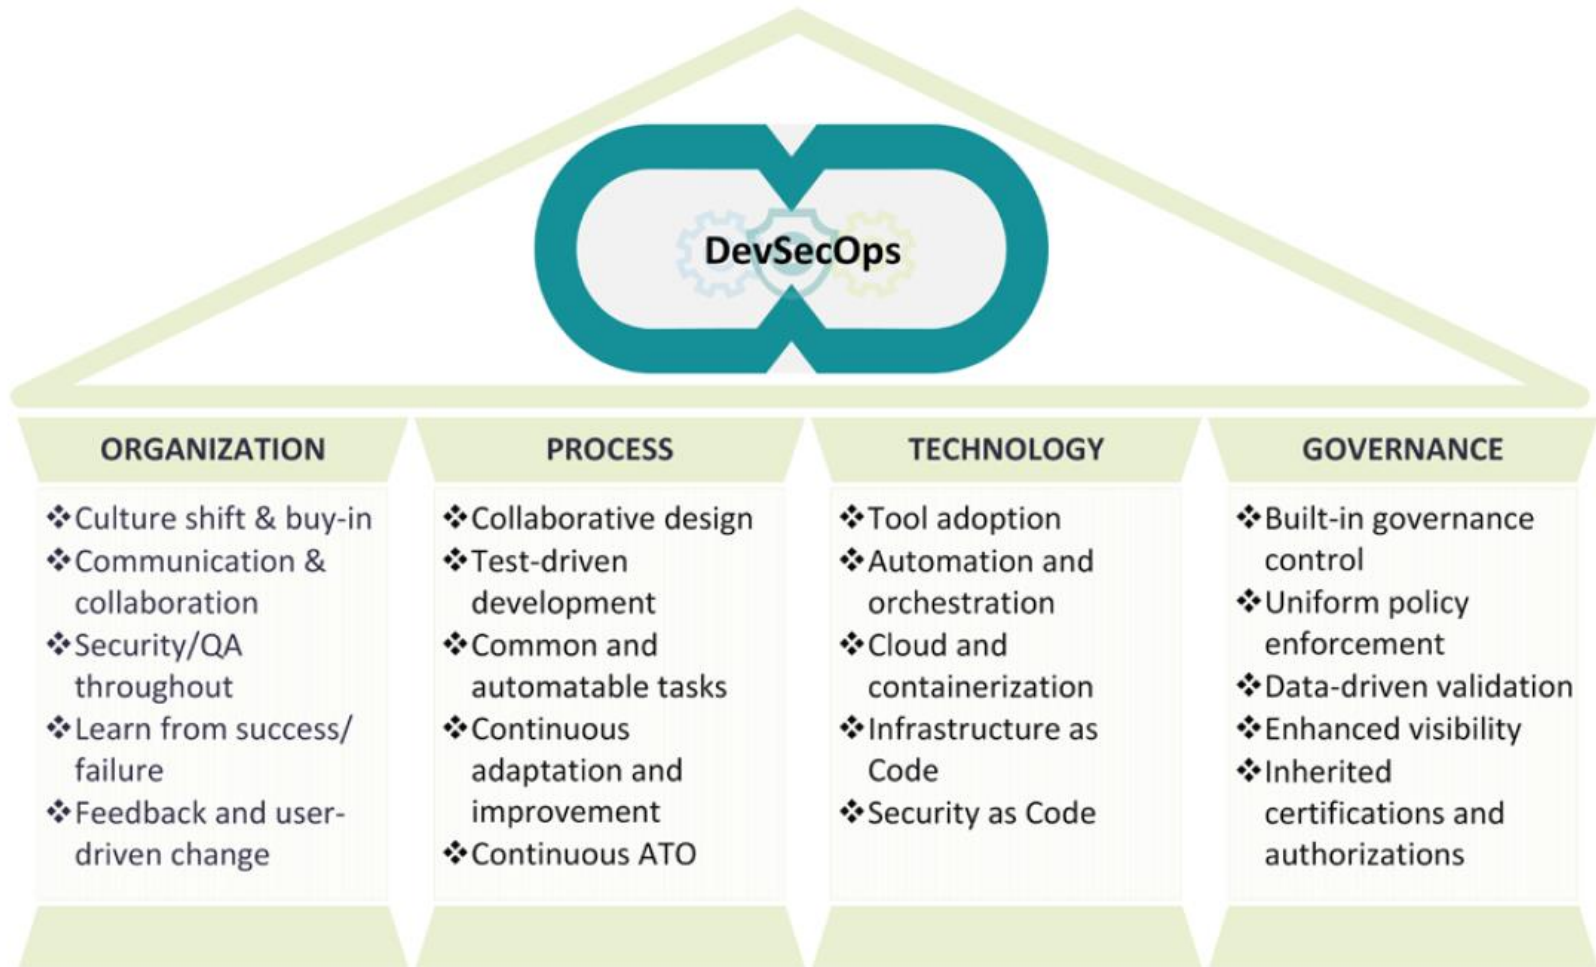 DevSecOps
ORGANIZATION
❖Culture shift & buy-in
❖Communication &
collaboration
❖Security/QA
throughout
❖Learn from success/
failure
❖Feedback and user-
driven change
PROCESS
❖Collaborative design
❖Test-driven
development
❖Common and
automatable tasks
❖Continuous
adaptation and
improvement
❖Continuous ATO
TECHNOLOGY
❖Tool adoption
❖Automation and
orchestration
❖Cloud and
containerization
❖Infrastructure as
Code
❖Security as Code
GOVERNANCE
❖Built-in governance
control
❖Uniform policy
enforcement
❖Data-driven validation
❖Enhanced visibility
❖Inherited
certifications and
authorizations